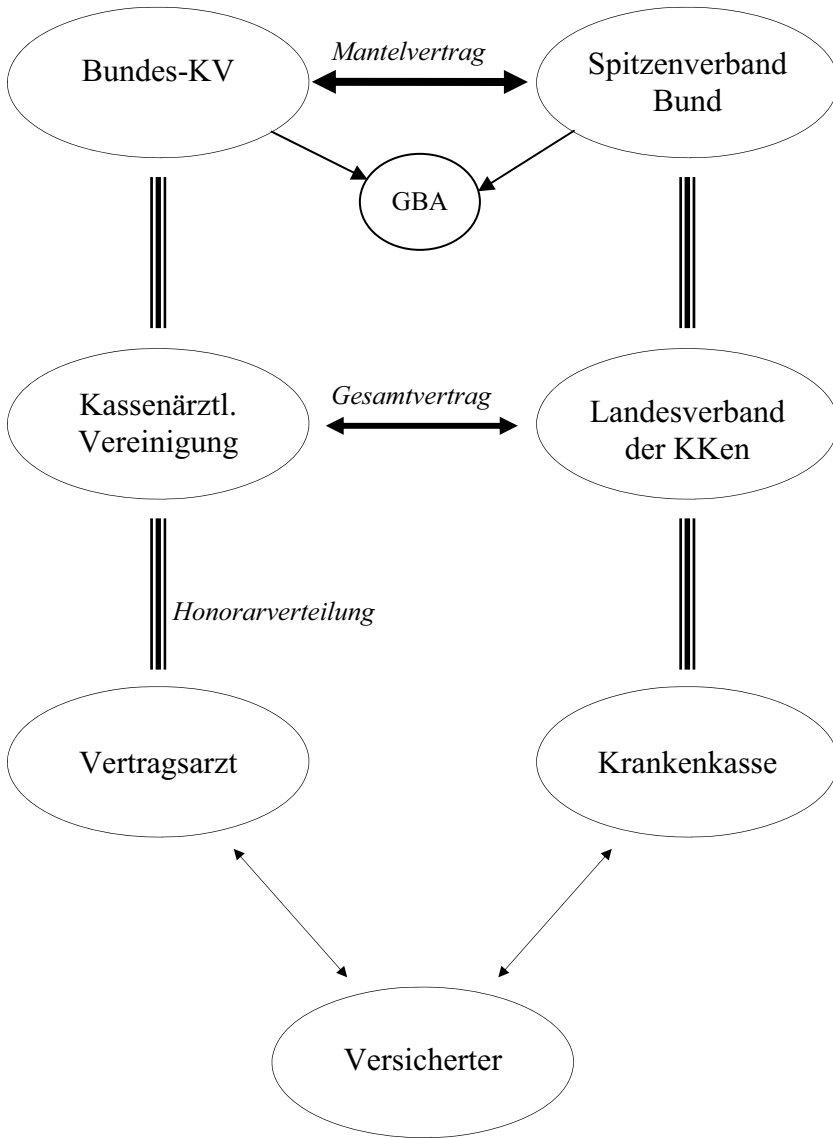 Bundes-KV
Mantelvertrag
Spitzenverband
Bund
GBA
Kassenärztl.
Vereinigung
Gesamtvertrag
Landesverband
der KKen
Honorarverteilung
Vertragsarzt
Krankenkasse
Versicherter